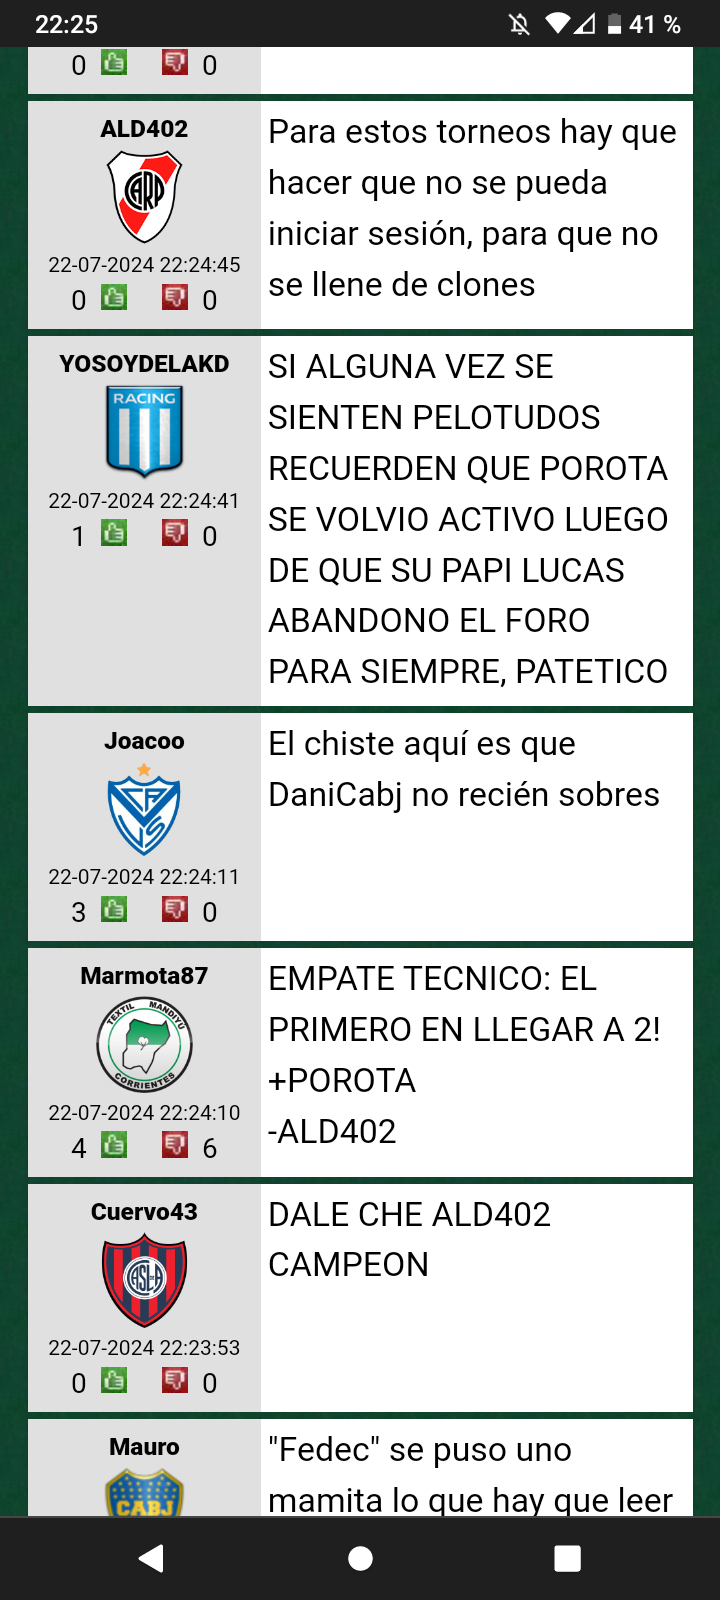 22:25
41 %
0 0
ALD402
CARP
22-07-2024 22:24:45
0 0
Para estos torneos hay que
hacer que no se pueda
iniciar sesión, para que no
se llene de clones
YOSOYDELAKD
RACING
22-07-2024 22:24:41
1 0
SI ALGUNA VEZ SE
SIENTEN PELOTUDOS
RECUERDEN QUE POROTA
SE VOLVIO ACTIVO LUEGO
DE QUE SU PAPI LUCAS
ABANDONO EL FORO
PARA SIEMPRE, PATETICO
Joacoo
CAVS
22-07-2024 22:24:11
3 0
El chiste aquí es que
DaniCabj no recién sobres
Marmota87
TEXTIL MANDIYÚ
CORRIENTES
22-07-2024 22:24:10
4 6
EMPATE TECNICO: EL
PRIMERO EN LLEGAR A 2!
+POROTA
-ALD402
Cuervo43
CASLA
22-07-2024 22:23:53
0 0
DALE CHE ALD402
CAMPEON
Mauro
CABJ
"Fedec" se puso uno
mamita lo que hay que leer